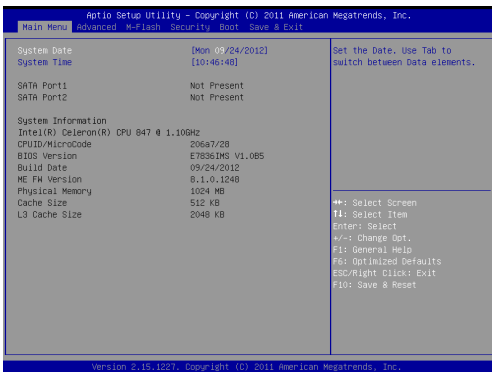 Aptio Setup Utility – Copyright (C) 2011 American Megatrends, Inc.
Main Menu Advanced M-Flash Security Boot Save & Exit
System Date [Mon 09/24/2012]
System Time [10:46:48]
SATA Port1 Not Present
SATA Port2 Not Present
System Information
Intel(R) Celeron(R) CPU 847 @ 1.10GHz
CPUID/MicroCode 206a7/28
BIOS Version E7836IMS V1.0B5
Build Date 09/24/2012
ME FW Version 8.1.0.1248
Physical Memory 1024 MB
Cache Size 512 KB
L3 Cache Size 2048 KB
Set the Date. Use Tab to
switch between Data elements.
→←: Select Screen
↑↓: Select Item
Enter: Select
+/-: Change Opt.
F1: General Help
F6: Optimized Defaults
ESC/Right Click: Exit
F10: Save & Reset
Version 2.15.1227. Copyright (C) 2011 American Megatrends, Inc.